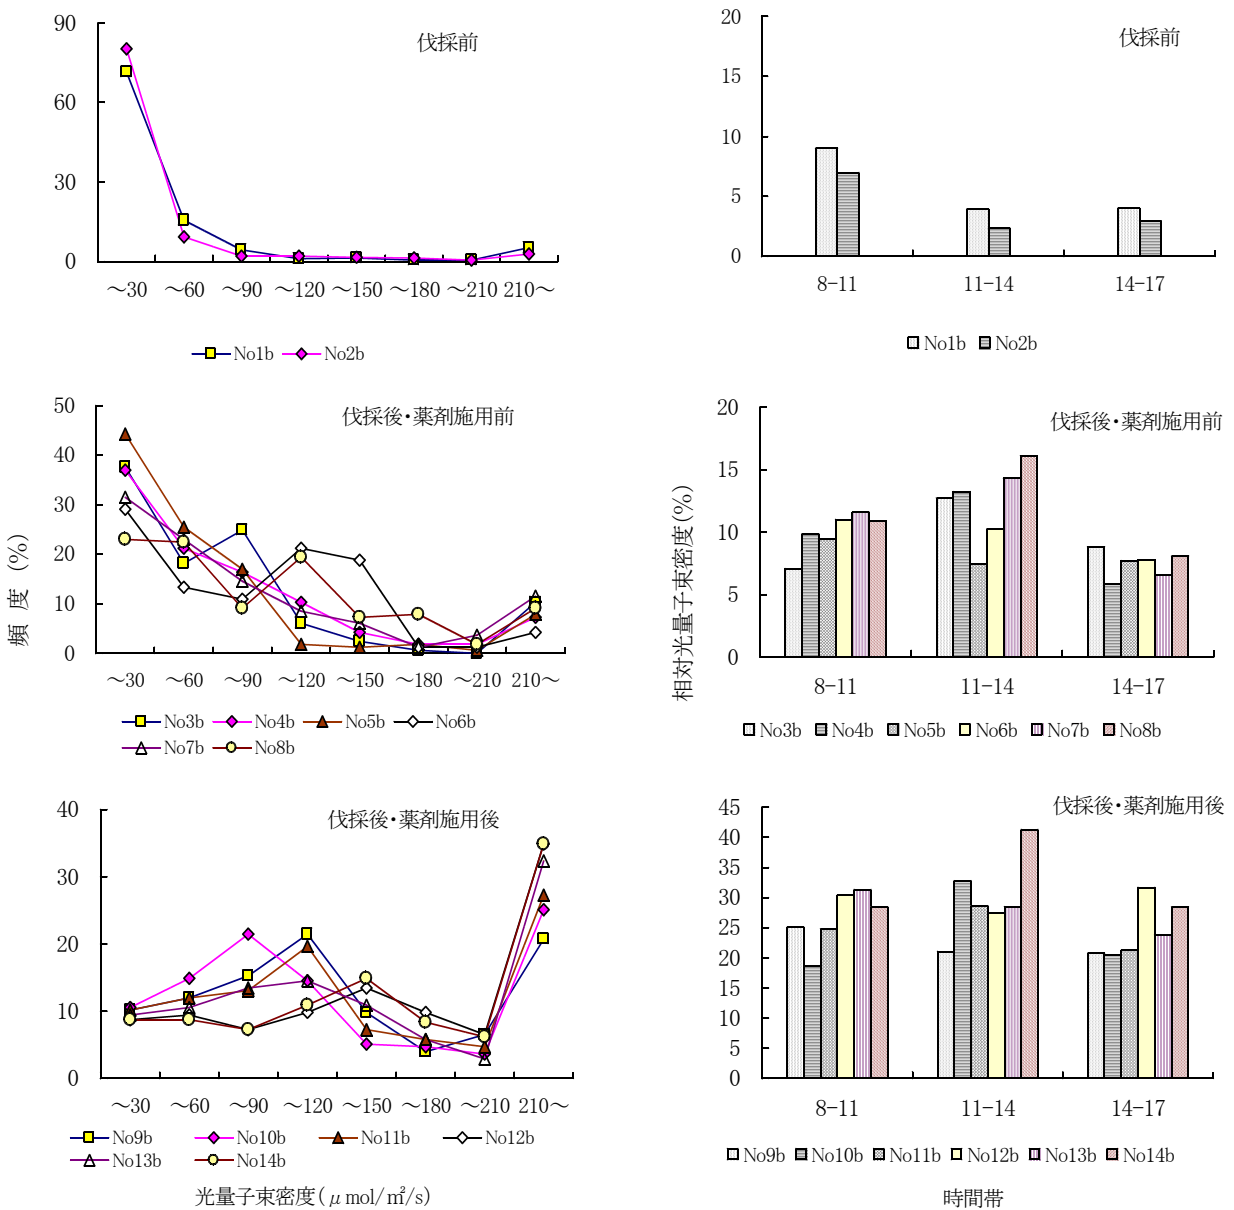 伐採前
90
60
30
0
～30 ～60 ～90 ～120 ～150 ～180 ～210 210～
No1b No2b
伐採前
20
15
10
5
0
8-11 11-14 14-17
No1b No2b
伐採後・薬剤施用前
50
40
30
20
10
0
頻 度 (%)
～30 ～60 ～90 ～120 ～150 ～180 ～210 210～
No3b No4b No5b No6b
No7b No8b
伐採後・薬剤施用前
20
15
10
5
0
相対光量子束密度(%)
8-11 11-14 14-17
No3b No4b No5b No6b No7b No8b
伐採後・薬剤施用後
40
30
20
10
0
～30 ～60 ～90 ～120 ～150 ～180 ～210 210～
No9b No10b No11b No12b
No13b No14b
光量子束密度(μmol/㎡/s)
伐採後・薬剤施用後
45
40
35
30
25
20
15
10
5
0
8-11 11-14 14-17
No9b No10b No11b No12b No13b No14b
時間帯